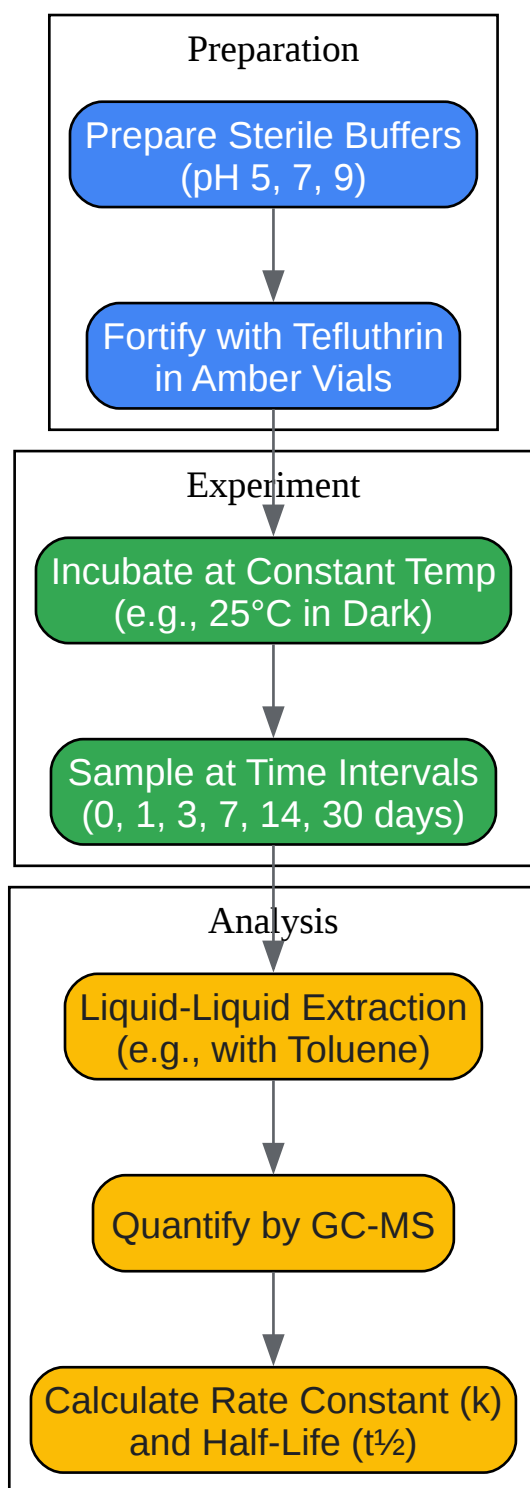 Preparation
Prepare Sterile Buffers
(pH 5, 7, 9)
Fortify with Tefluthrin
in Amber Vials
Experiment
Incubate at Constant Temp
(e.g., 25°C in Dark)
Sample at Time Intervals
(0, 1, 3, 7, 14, 30 days)
Analysis
Liquid-Liquid Extraction
(e.g., with Toluene)
Quantify by GC-MS
Calculate Rate Constant (k)
and Half-Life (t½)